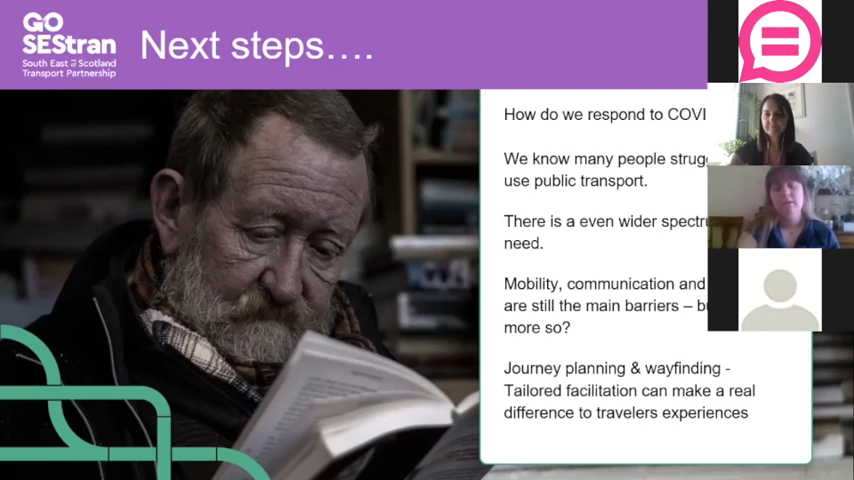 GO
SEStran
South East of Scotland
Transport Partnership
Next steps….
How do we respond to COVI
We know many people strug
use public transport.
There is a even wider spectru
need.
Mobility, communication and
are still the main barriers – bu
more so?
Journey planning & wayfinding -
Tailored facilitation can make a real
difference to travelers experiences